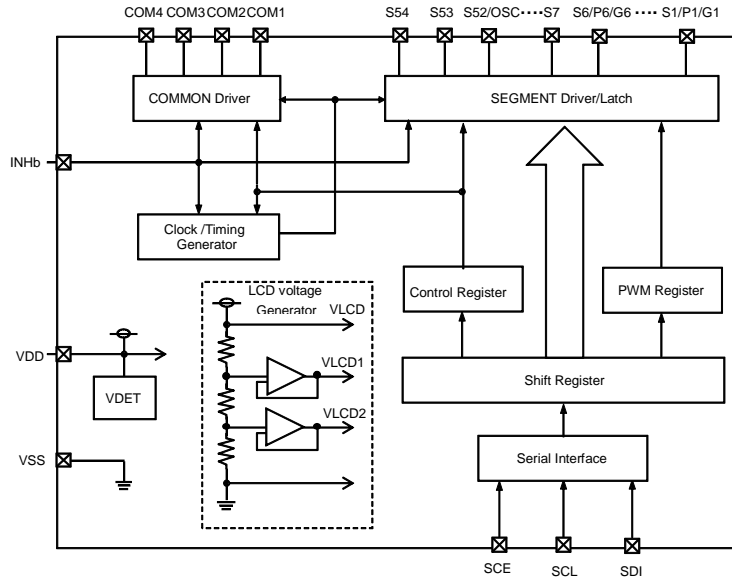 COM4 COM3 COM2 COM1 S54 S53 S52/OSC ···· S7 S6/P6/G6 ···· S1/P1/G1
COMMON Driver
SEGMENT Driver/Latch
INHb
Clock /Timing
Generator
LCD voltage
Generator
VLCD
Control Register
PWM Register
VDD
VLCD1
VDET
Shift Register
VLCD2
VSS
Serial Interface
SCE SCL SDI